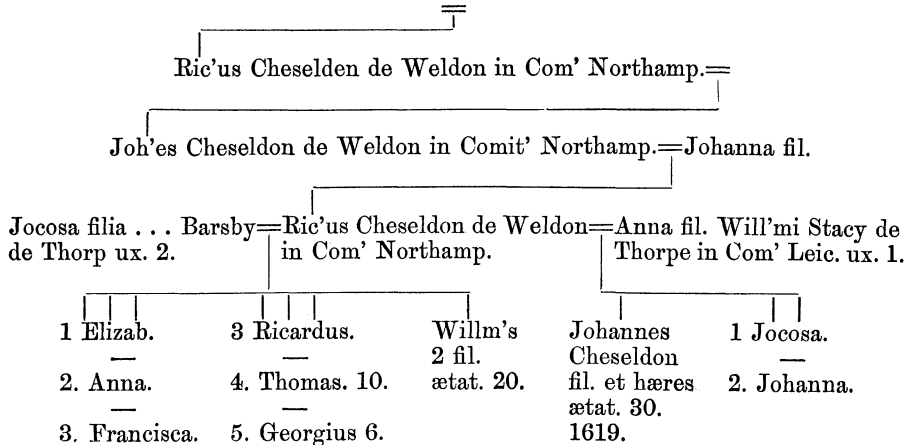 Ric'us Cheselden de Weldon in Com' Northamp.=
Joh'es Cheseldon de Weldon in Comit' Northamp.=Johanna fil.
Jocosa filia . . . Barsby=Ric'us Cheseldon de Weldon=Anna fil. Will'mi Stacy de
de Thorp ux. 2. in Com' Northamp. Thorpe in Com' Leic. ux. 1.
1 Elizab. 3 Ricardus. Willm's Johannes 1 Jocosa.
2 fil. Cheseldon
2. Anna. 4. Thomas. 10. ætat. 20. fil. et hæres 2. Johanna.
ætat. 30.
3. Francisca. 5. Georgius 6. 1619.